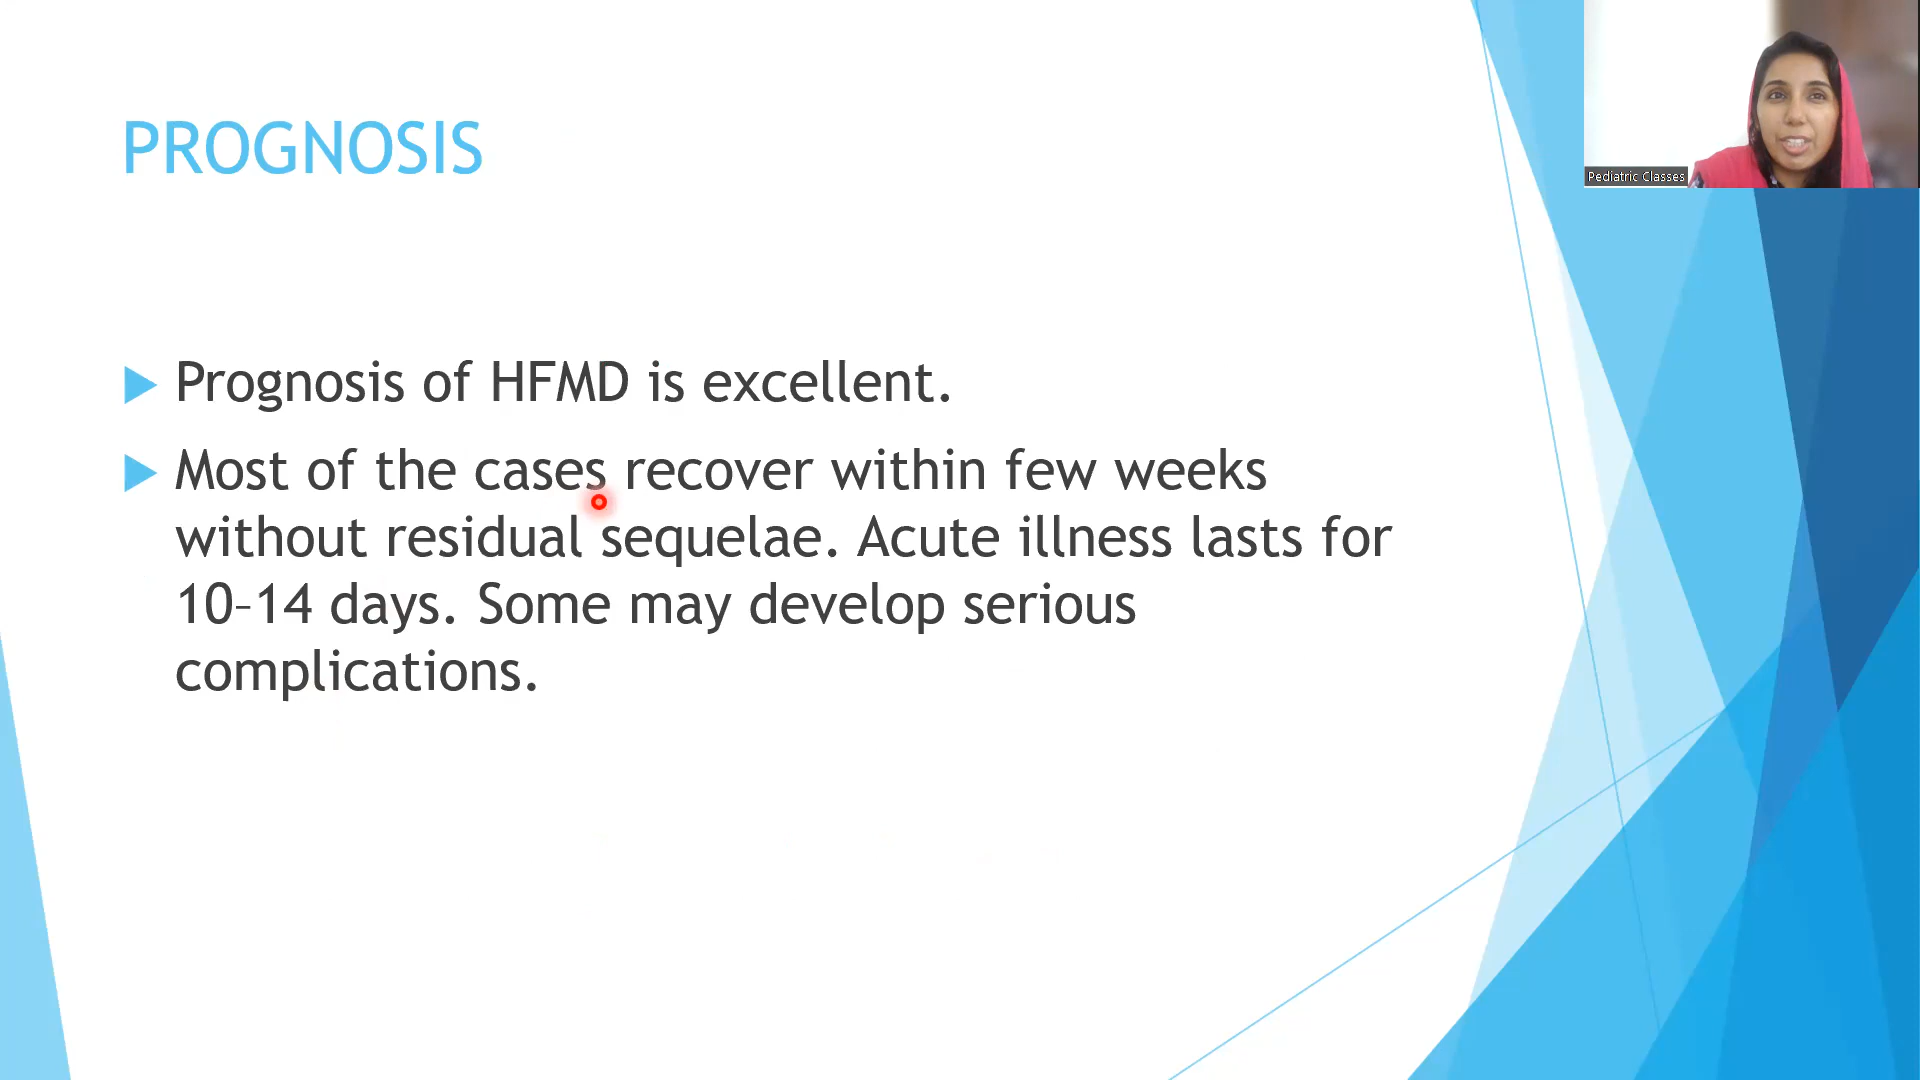 PROGNOSIS
Pediatric Classes
Prognosis of HFMD is excellent.
Most of the cases recover within few weeks
without residual sequelae. Acute illness lasts for
10–14 days. Some may develop serious
complications.